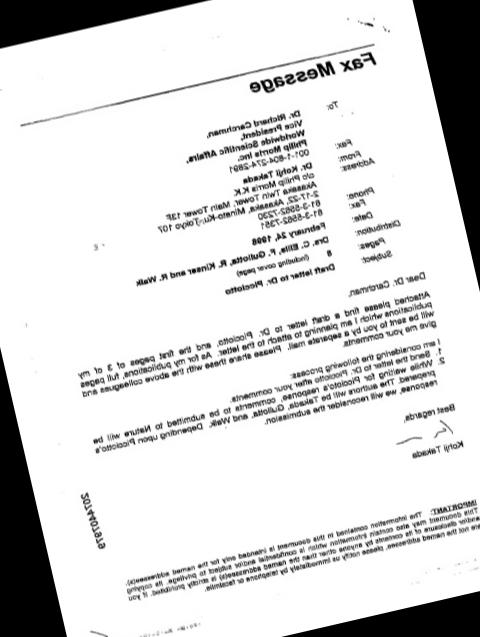 Fax Message
To: Dr. Richard Carchman,
Vice President,
Worldwide Scientific Affairs,
Philip Morris Inc.
Fax: 001-1-804-274-2891
From: Dr. Kohji Takada
Address: c/o Philip Morris K.K.
Akasaka Twin Tower, Main Tower 13F
2-17-22, Akasaka, Minato-Ku, Tokyo 107
Phone: 81-3-5562-7230
Fax: 81-3-5562-7351
Date: February 24, 1998
Distribution: Drs. C. Ellis, F. Gullotta, R. Kinser and R. Walk
Pages: 8 (including cover page)
Subject: Draft letter to Dr. Picciotto
Dear Dr. Carchman,
Attached please find a draft letter to Dr. Picciotto, and the first pages of 3 of my
publications which I am planning to attach to the letter. As for my publications, full pages
will be sent to you by a separate mail. Please share these with the above colleagues and
give me your comments.
I am considering the following process:
1. Send the letter to Dr. Picciotto after your comments.
2. While waiting for Picciotto's response, comments to be submitted to Nature will be
prepared. The authors will be Takada, Gullotta, and Walk. Depending upon Picciotto's
response, we will reconsider the submission.
Best regards,
Kohji Takada
IMPORTANT: The information contained in this document is intended only for the named addressee(s).
This document may also contain information which is confidential and/or subject to privilege. Its copying
and/or disclosure of its contents by anyone other than the named addressee(s) is strictly prohibited. If you
are not the named addressee, please notify us immediately by telephone or facsimile.